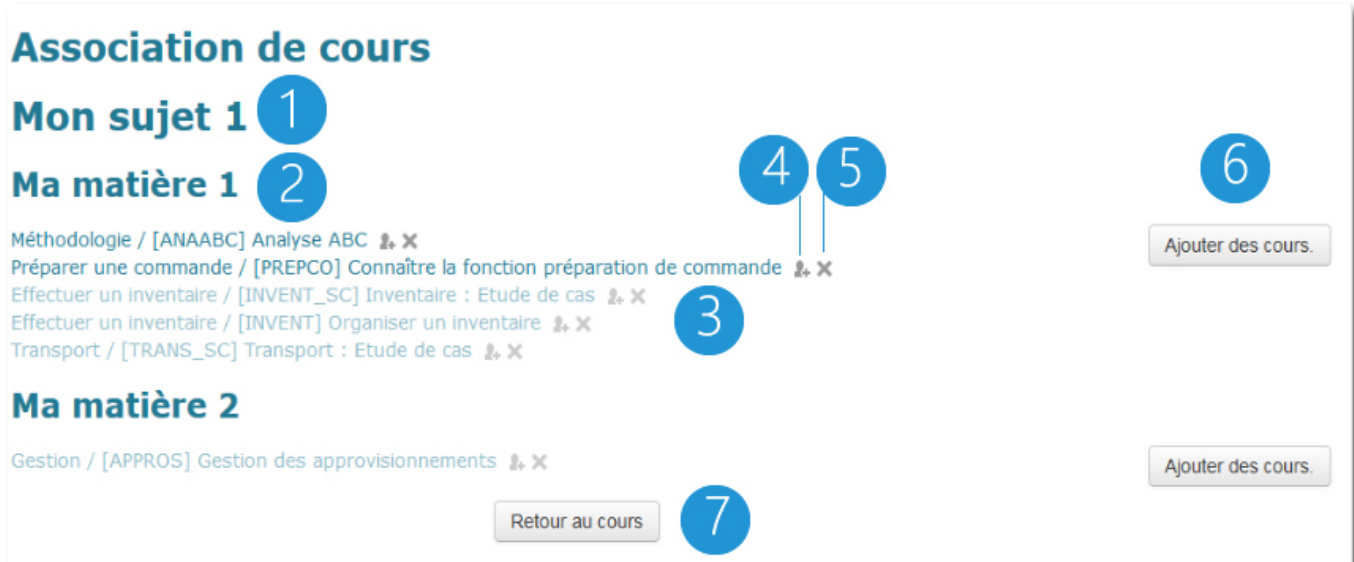 Association de cours
Mon sujet 1 1
Ma matière 1 2
4 5 6
Méthodologie / [ANAABC] Analyse ABC
Ajouter des cours.
Préparer une commande / [PREPCO] Connaître la fonction préparation de commande
Effectuer un inventaire / [INVENT_SC] Inventaire : Etude de cas
3
Effectuer un inventaire / [INVENT] Organiser un inventaire
Transport / [TRANS_SC] Transport : Etude de cas
Ma matière 2
Gestion / [APPROS] Gestion des approvisionnements
Ajouter des cours.
Retour au cours 7